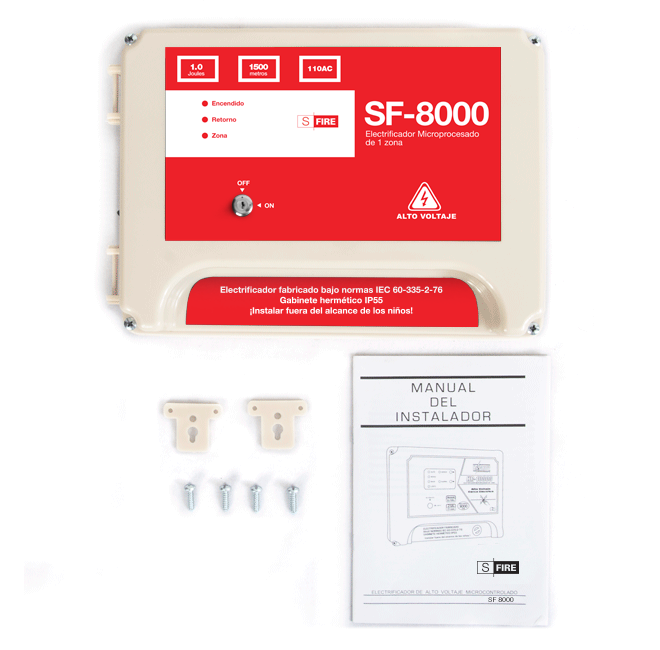 1.0
Joules
1500
metros
110AC
Encendido
Retorno
Zona
S FIRE
SF-8000
Electrificador Microprocesado
de 1 zona
OFF
ON
ALTO VOLTAJE
Electrificador fabricado bajo normas IEC 60-335-2-76
Gabinete hermético IP55
¡Instalar fuera del alcance de los niños!
MANUAL
DEL
INSTALADOR
S FIRE
ELECTRIFICADOR DE ALTO VOLTAJE MICROCONTROLADO
SF 8000